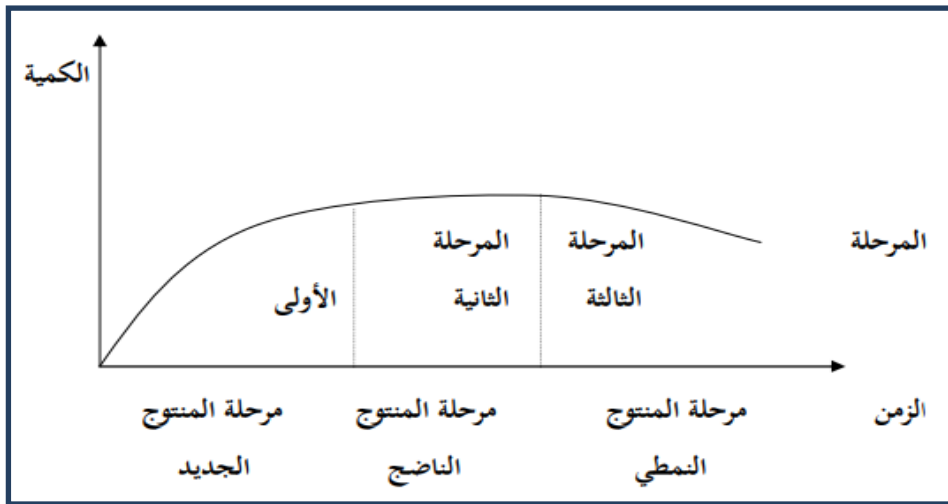 الكمية
المرحلة المرحلة المرحلة
الأولى الثانية الثالثة
الزمن
مرحلة المنتوج
الجديد
مرحلة المنتوج
الناضج
مرحلة المنتوج
النمطي